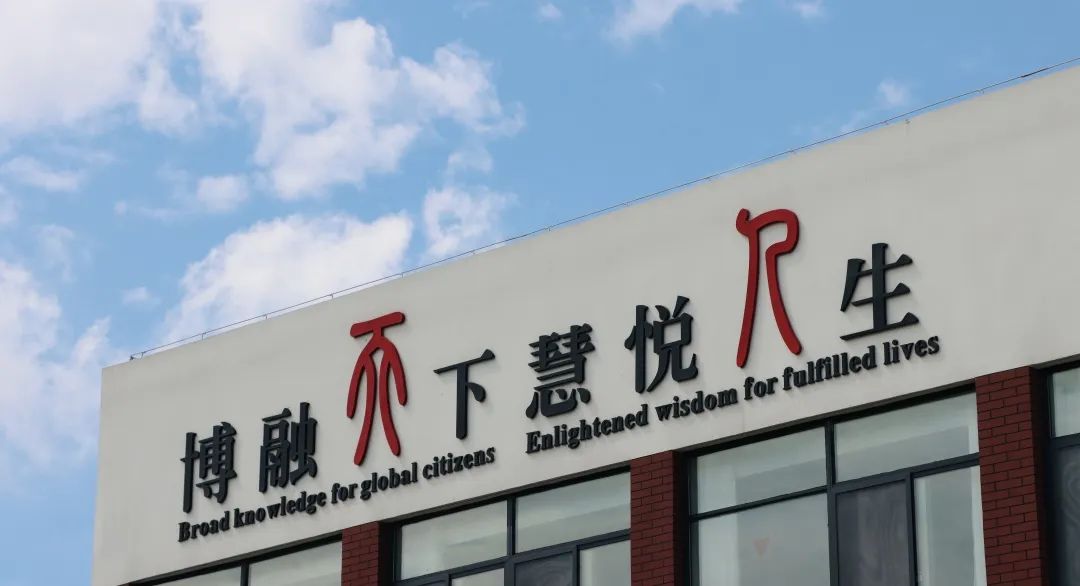 博融天下慧悦人生
Broad knowledge for global citizens Enlightened wisdom for fulfilled lives